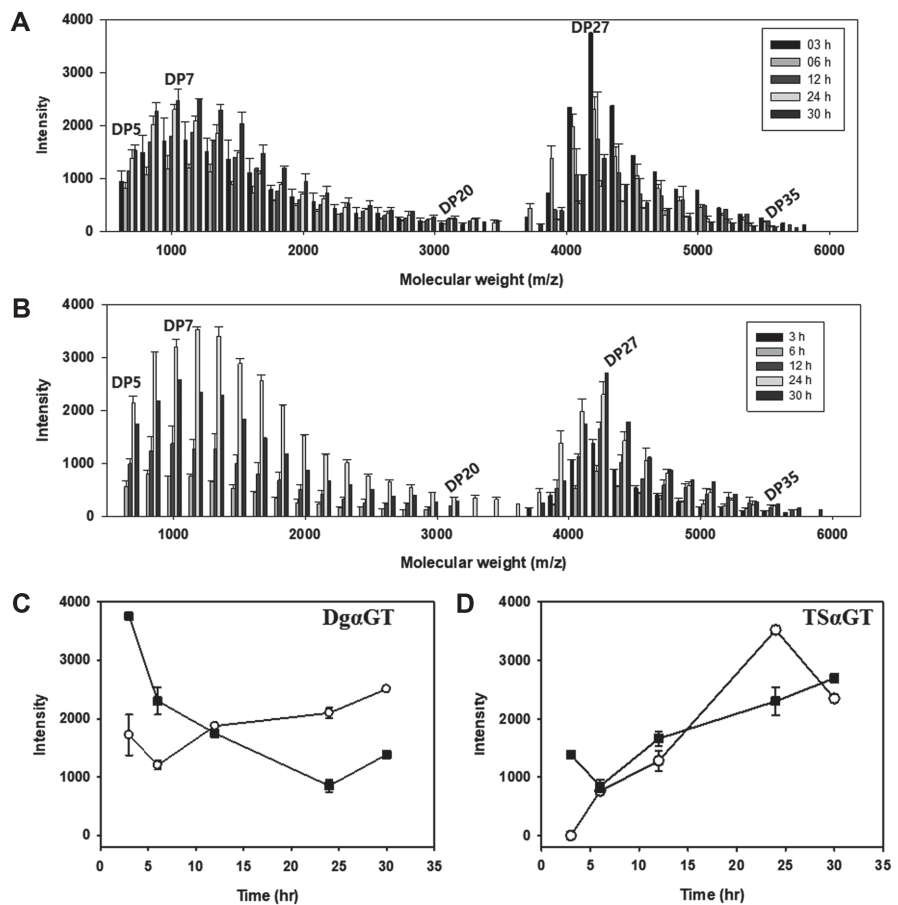 A
4000
3000
2000
1000
0
Intensity
DP5
DP7
DP20
DP27
DP35
03 h
06 h
12 h
24 h
30 h
1000 2000 3000 4000 5000 6000
Molecular weight (m/z)
B
4000
3000
2000
1000
0
Intensity
DP5
DP7
DP20
DP27
DP35
3 h
6 h
12 h
24 h
30 h
1000 2000 3000 4000 5000 6000
Molecular weight (m/z)
C
DgαGT
4000
3000
2000
1000
0
Intensity
0 5 10 15 20 25 30 35
Time (hr)
D
TSαGT
4000
3000
2000
1000
0
Intensity
0 5 10 15 20 25 30 35
Time (hr)